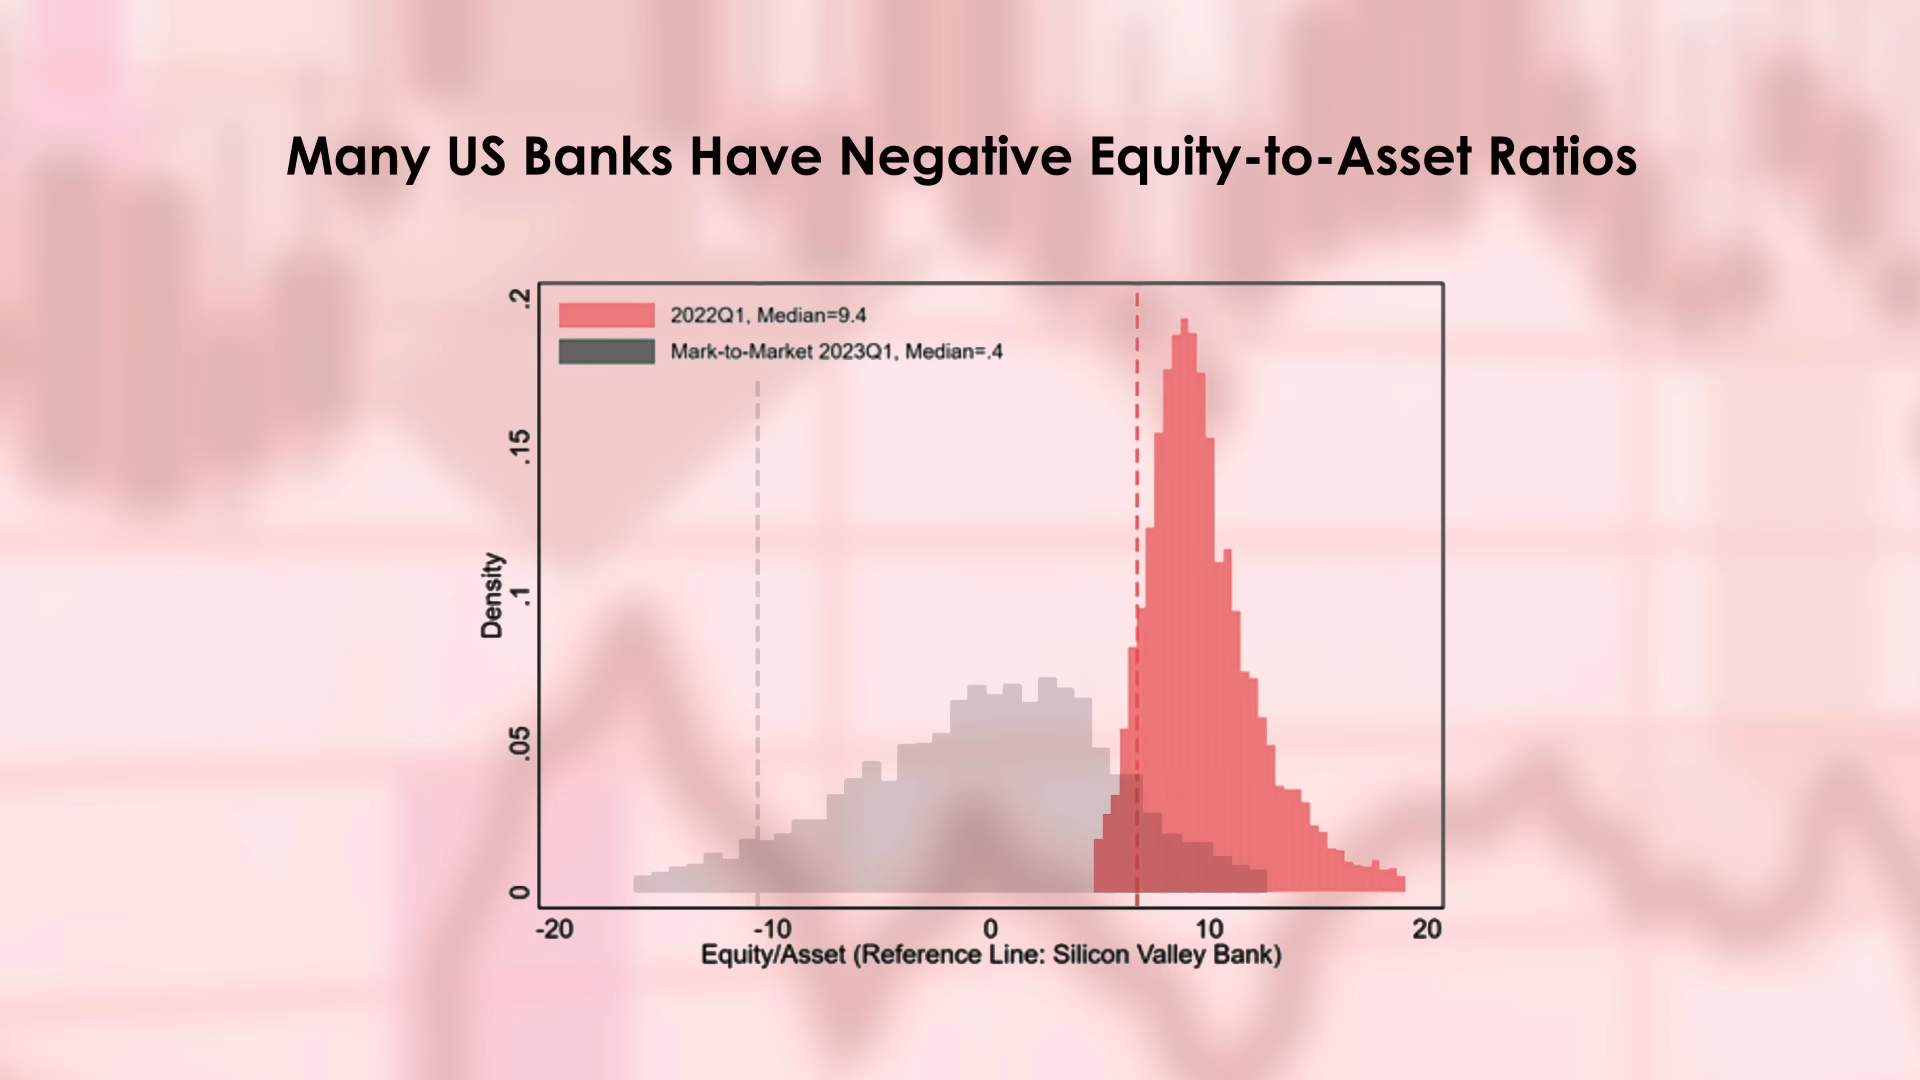 Many US Banks Have Negative Equity-to-Asset Ratios
2022Q1, Median=9.4
Mark-to-Market 2023Q1, Median=.4
.2
.15
.1
.05
0
Density
-20 -10 0 10 20
Equity/Asset (Reference Line: Silicon Valley Bank)